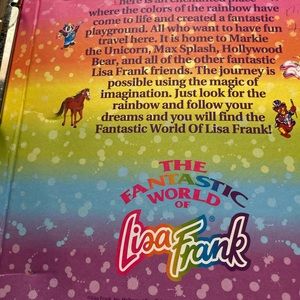 where the colors of the rainbow have
come to life and created a fantastic
playground. All who want to have fun
travel here. It is home to Markie
the Unicorn, Max Splash, Hollywood
Bear, and all of the other fantastic
Lisa Frank friends. The journey is
possible using the magic of
imagination. Just look for the
rainbow and follow your
dreams and you will find the
Fantastic World Of Lisa Frank!
THE
FANTASTIC
WORLD
OF
Lisa Frank®